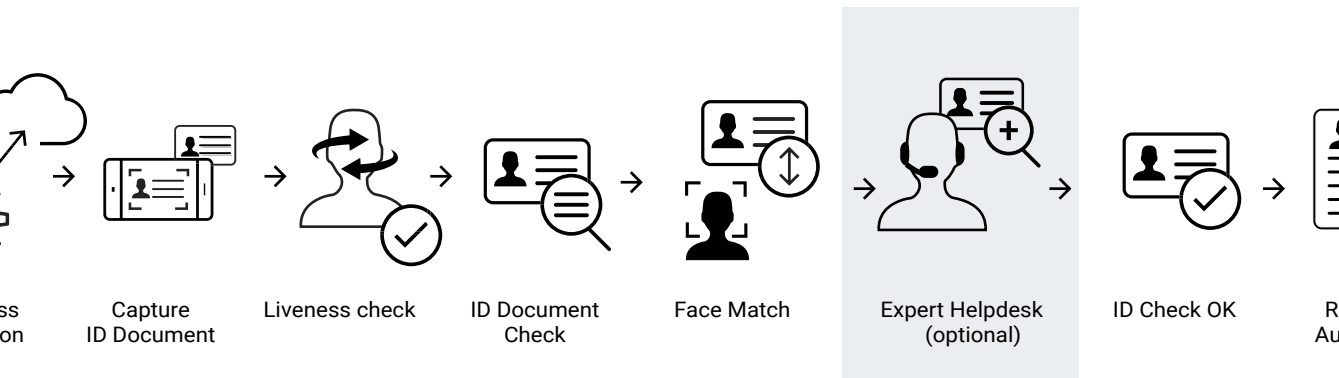 ss
on
Capture
ID Document
Liveness check
ID Document
Check
Face Match
Expert Helpdesk
(optional)
ID Check OK
R
Au